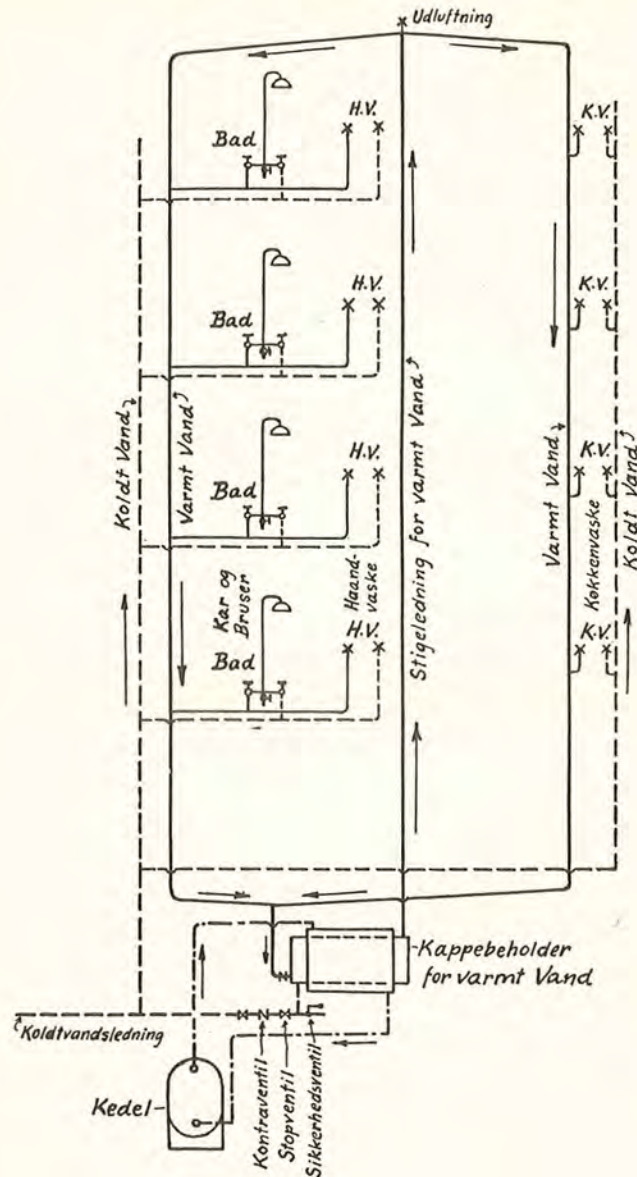 Udluftning
H.V.
K.V.
Bad
H.V.
K.V.
Bad
Koldt Vand
Varmt Vand
Stigeledning for varmt Vand
Varmt Vand
Koldt Vand
H.V.
K.V.
Bad
Kar og
Bruser
Haand-
vaske
Køkkenvaske
H.V.
K.V.
Bad
Kappebeholder
for varmt Vand
Koldtvandsledning
Kedel
Kontraventil
Stopventil
Sikkerhedsventil